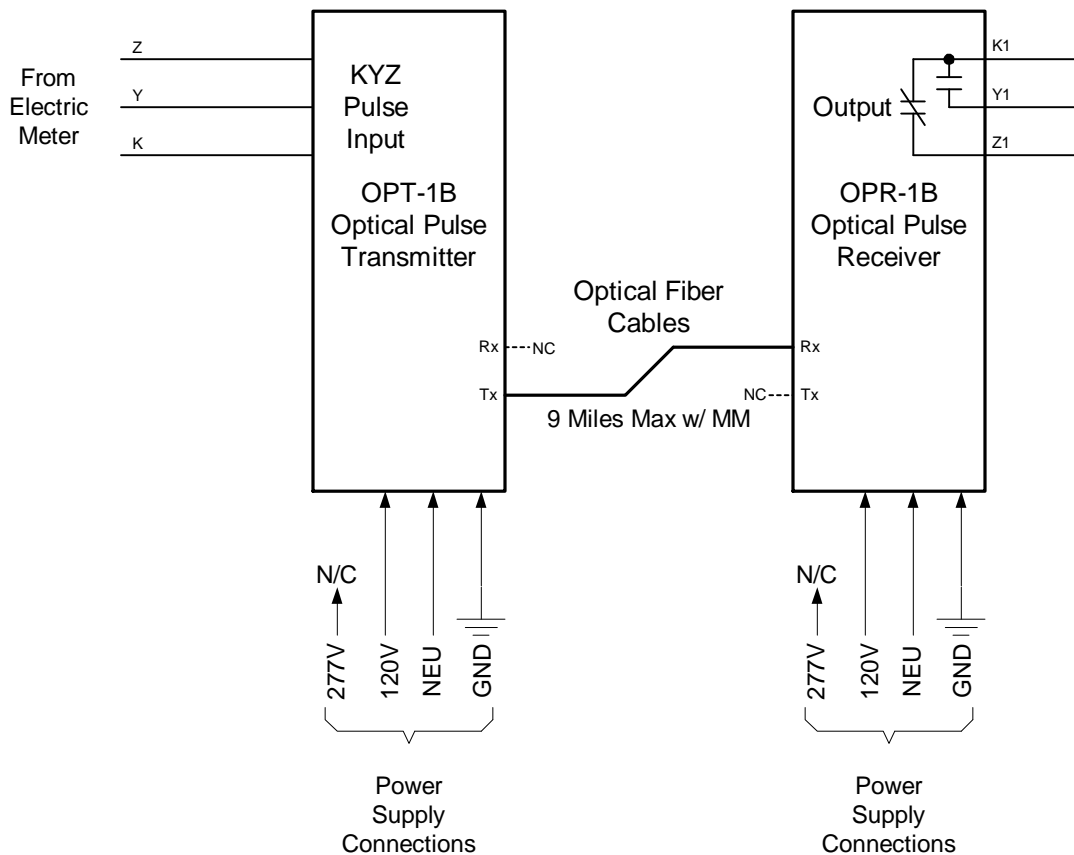 From
Electric
Meter
Z
Y
K
KYZ
Pulse
Input
OPT-1B
Optical Pulse
Transmitter
Rx
NC
Tx
Optical Fiber
Cables
9 Miles Max w/ MM
Output
K1
Y1
Z1
OPR-1B
Optical Pulse
Receiver
Rx
NC
Tx
N/C
277V
120V
NEU
GND
Power
Supply
Connections
N/C
277V
120V
NEU
GND
Power
Supply
Connections